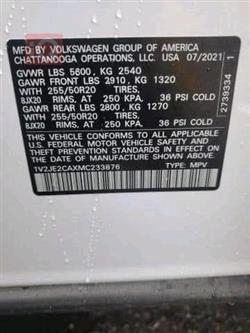 MFD. BY VOLKSWAGEN GROUP OF AMERICA
CHATTANOOGA OPERATIONS, LLC. USA 07/2021
GVWR LBS 5600, KG 2540
GAWR FRONT LBS 2910, KG 1320
WITH 255/50R20 TIRES,
8JX20 RIMS, AT 250 KPA. 36 PSI COLD
GAWR REAR LBS 2800, KG 1270
WITH 255/50R20 TIRES,
8JX20 RIMS, AT 250 KPA. 36 PSI COLD
THIS VEHICLE CONFORMS TO ALL APPLICABLE
U.S. FEDERAL MOTOR VEHICLE SAFETY STANDARDS
IN EFFECT ON THE DATE OF MANUFACTURE
SHOWN ABOVE.
1V2JE2CAXMC233876 TYPE: MPV
2739334 1